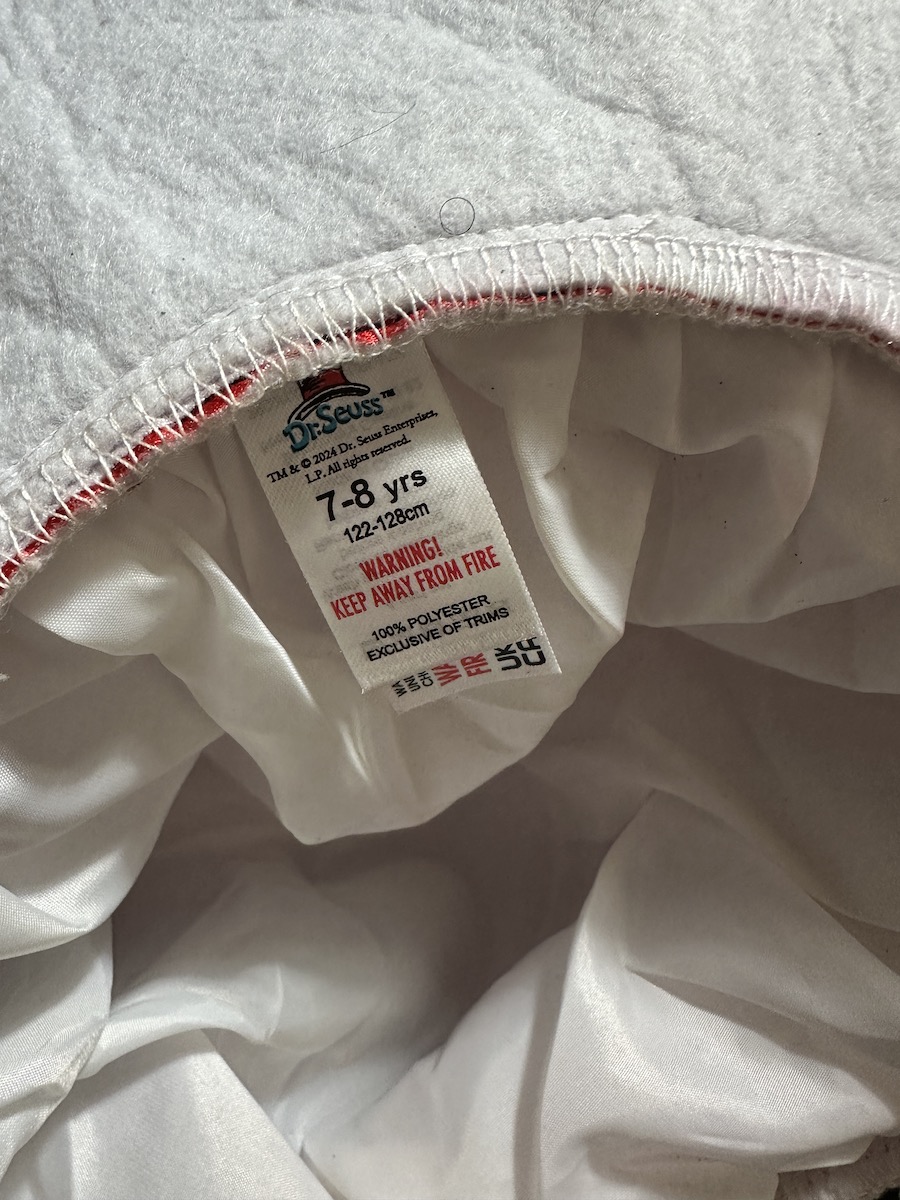 Dr. Seuss™
TM & © 2024 Dr. Seuss Enterprises,
L.P. All rights reserved.
7-8 yrs
122-128cm
WARNING!
KEEP AWAY FROM FIRE
100% POLYESTER
EXCLUSIVE OF TRIMS
UK